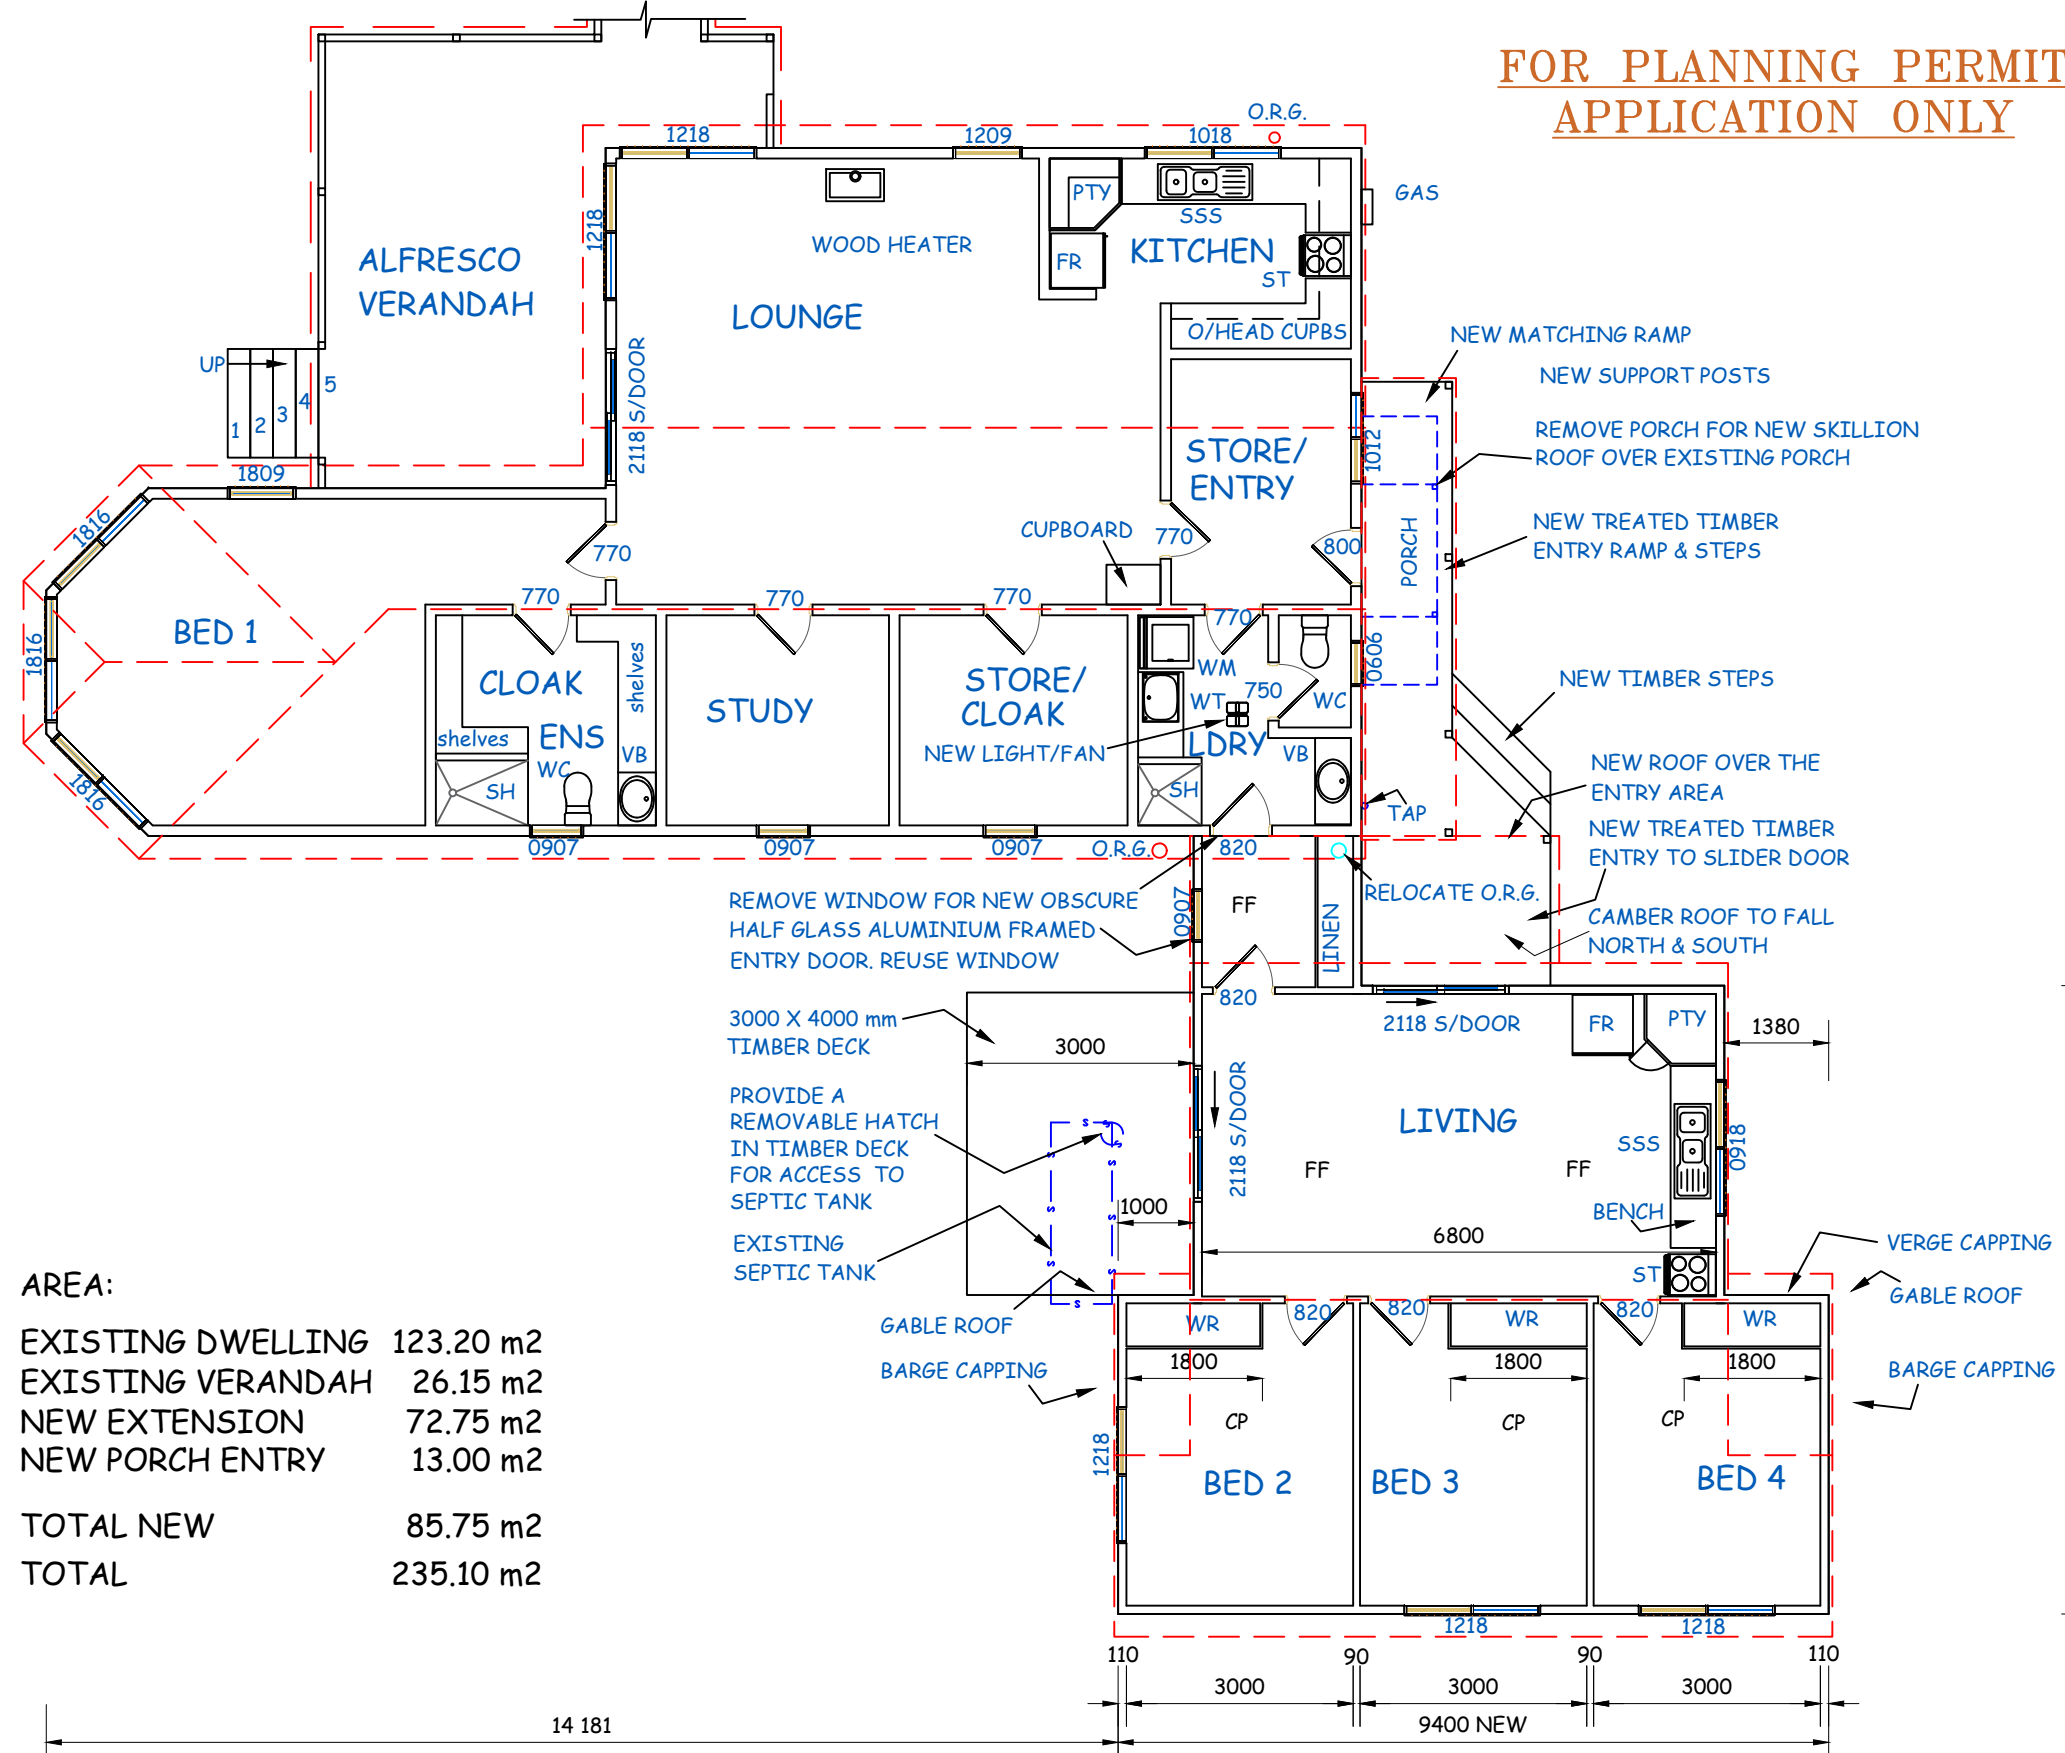 FOR PLANNING PERMIT
APPLICATION ONLY
O.R.G.
1218
1209
1018
PTY
SSS
GAS
1218
WOOD HEATER
KITCHEN
FR
ST
ALFRESCO
VERANDAH
LOUNGE
O/HEAD CUPBS
NEW MATCHING RAMP
UP
1
2
3
4
5
2118 S/DOOR
NEW SUPPORT POSTS
REMOVE PORCH FOR NEW SKILLION
ROOF OVER EXISTING PORCH
1012
STORE/
ENTRY
1809
1816
CUPBOARD
770
770
800
PORCH
NEW TREATED TIMBER
ENTRY RAMP & STEPS
770
770
770
770
BED 1
1816
0606
CLOAK
shelves
STORE/
CLOAK
WM
WT
750
WC
NEW TIMBER STEPS
STUDY
shelves
ENS
WC
VB
NEW LIGHT/FAN
LDRY
VB
1816
SH
SH
TAP
NEW ROOF OVER THE
ENTRY AREA
NEW TREATED TIMBER
ENTRY TO SLIDER DOOR
0907
0907
0907
O.R.G.
820
RELOCATE O.R.G.
REMOVE WINDOW FOR NEW OBSCURE
HALF GLASS ALUMINIUM FRAMED
ENTRY DOOR. REUSE WINDOW
0907
FF
LINEN
CAMBER ROOF TO FALL
NORTH & SOUTH
820
3000 X 4000 mm
TIMBER DECK
3000
2118 S/DOOR
FR
PTY
1380
2118 S/DOOR
PROVIDE A
REMOVABLE HATCH
IN TIMBER DECK
FOR ACCESS TO
SEPTIC TANK
s
s
s
s
s
s
s
s
s
s
s
LIVING
SSS
0918
FF
FF
1000
BENCH
6800
EXISTING
SEPTIC TANK
ST
VERGE CAPPING
GABLE ROOF
GABLE ROOF
BARGE CAPPING
BARGE CAPPING
WR
820
820
WR
820
WR
1800
1800
1800
CP
CP
CP
1218
BED 2
BED 3
BED 4
1218
1218
AREA:
EXISTING DWELLING 123.20 m2
EXISTING VERANDAH 26.15 m2
NEW EXTENSION 72.75 m2
NEW PORCH ENTRY 13.00 m2
TOTAL NEW 85.75 m2
TOTAL 235.10 m2
110
90
90
110
3000
3000
3000
14 181
9400 NEW